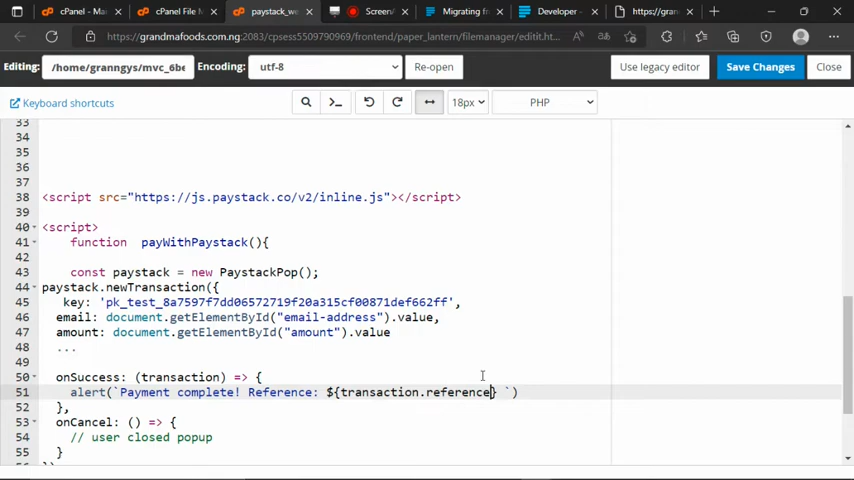 cPanel - Mai
cPanel File M
paystack_we
ScreenA
Migrating fr
Developer -
https://gran
https://grandmafoods.com.ng:2083/cpsess5509790969/frontend/paper_lantern/filemanager/editit.ht...
Editing: /home/granngys/mvc_6be Encoding: utf-8 Re-open Use legacy editor Save Changes Close
Keyboard shortcuts 18px PHP
33
34
35
36
37
38 <script src="https://js.paystack.co/v2/inline.js"></script>
39
40 <script>
41 function payWithPaystack(){
42
43 const paystack = new PaystackPop();
44 paystack.newTransaction({
45 key: 'pk_test_8a7597f7dd06572719f20a315cf00871def662ff',
46 email: document.getElementById("email-address").value,
47 amount: document.getElementById("amount").value
48 ...
49
50 onSuccess: (transaction) => {
51 alert(`Payment complete! Reference: ${transaction.reference} `)
52 },
53 onCancel: () => {
54 // user closed popup
55 }
56 })